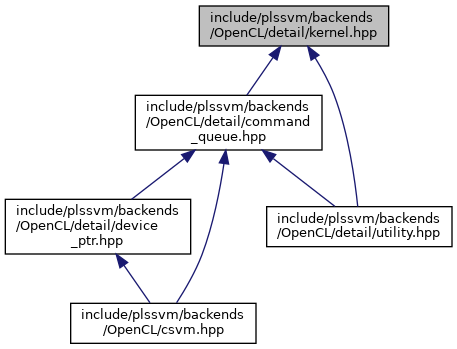 include/plssvm/backends
/OpenCL/detail/kernel.hpp
include/plssvm/backends
/OpenCL/detail/command
_queue.hpp
include/plssvm/backends
/OpenCL/detail/device
_ptr.hpp
include/plssvm/backends
/OpenCL/detail/utility.hpp
include/plssvm/backends
/OpenCL/csvm.hpp